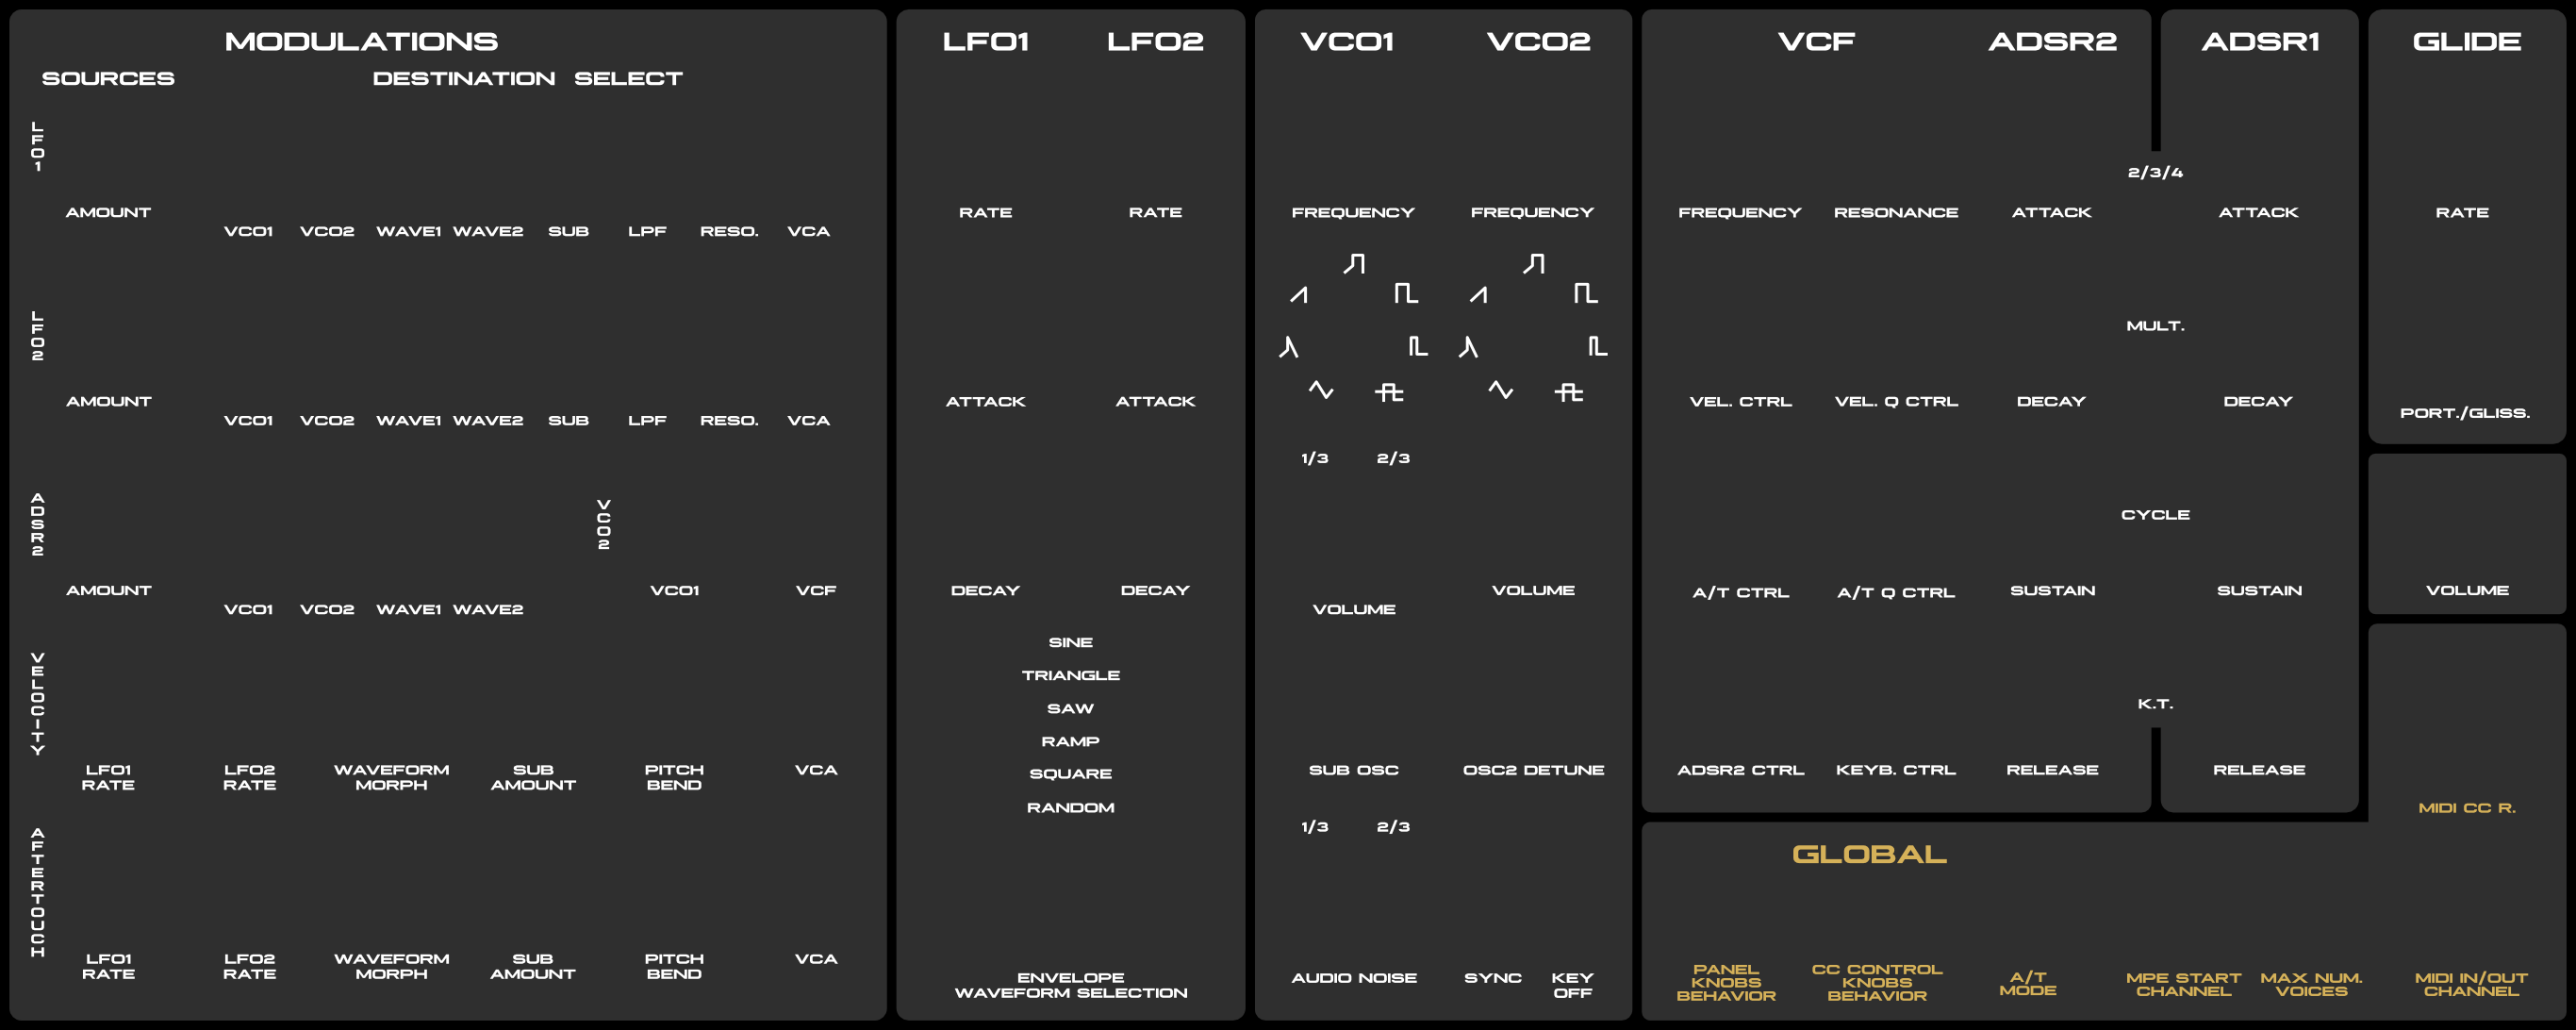 MODULATIONS
SOURCES
DESTINATION SELECT
LFO1
AMOUNT
VCO1 VCO2 WAVE1 WAVE2 SUB LPF RESO. VCA
LFO2
AMOUNT
VCO1 VCO2 WAVE1 WAVE2 SUB LPF RESO. VCA
ADSR2
VCO2
AMOUNT
VCO1 VCF
VCO1 VCO2 WAVE1 WAVE2
VELOCITY
LFO1
RATE
LFO2
RATE
WAVEFORM
MORPH
SUB
AMOUNT
PITCH
BEND
VCA
AFTERTOUCH
LFO1
RATE
LFO2
RATE
WAVEFORM
MORPH
SUB
AMOUNT
PITCH
BEND
VCA
LFO1 LFO2
RATE RATE
ATTACK ATTACK
DECAY DECAY
SINE
TRIANGLE
SAW
RAMP
SQUARE
RANDOM
ENVELOPE
WAVEFORM SELECTION
VCO1 VCO2
FREQUENCY FREQUENCY
1/3 2/3
VOLUME
VOLUME
SUB OSC OSC2 DETUNE
1/3 2/3
AUDIO NOISE
SYNC
KEY
OFF
VCF ADSR2
2/3/4
FREQUENCY RESONANCE ATTACK
MULT.
VEL. CTRL VEL. Q CTRL DECAY
CYCLE
A/T CTRL A/T Q CTRL SUSTAIN
K.T.
ADSR2 CTRL KEYB. CTRL RELEASE
ADSR1
ATTACK
DECAY
SUSTAIN
RELEASE
GLIDE
RATE
PORT./GLISS.
VOLUME
MIDI CC R.
GLOBAL
PANEL
KNOBS
BEHAVIOR
CC CONTROL
KNOBS
BEHAVIOR
A/T
MODE
MPE START
CHANNEL
MAX NUM.
VOICES
MIDI IN/OUT
CHANNEL